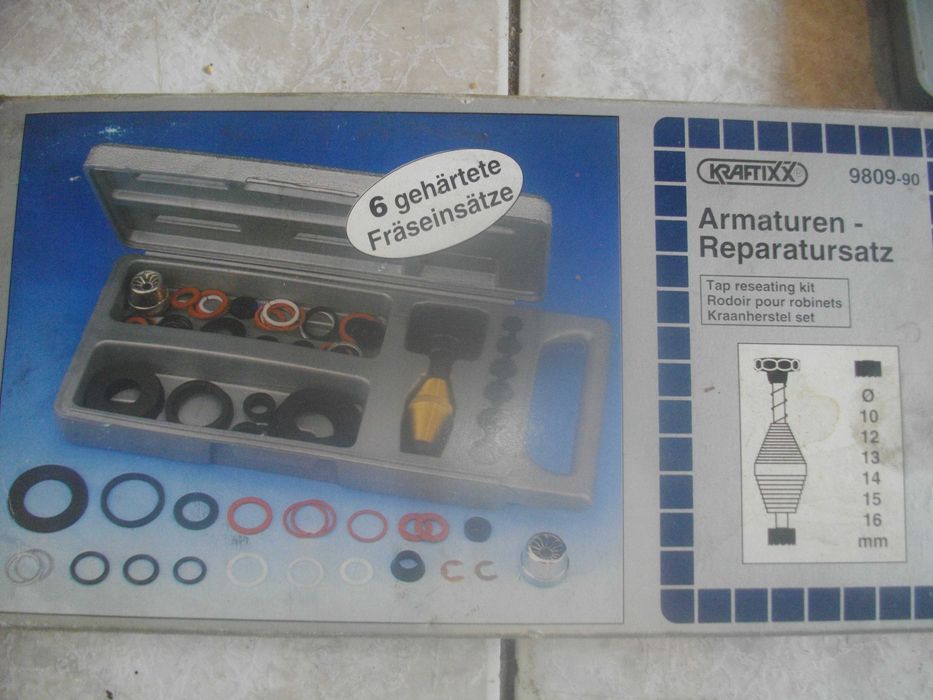 6 gehärtete
Fräseinsätze
KRAFTIXX
9809-90
Armaturen -
Reparatursatz
Tap reseating kit
Rodoir pour robinets
Kraanherstel set
Ø
10
12
13
14
15
16
mm